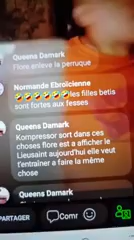 Queens Damark
Flore enlève la perruque
Normande Ebroïcienne
🤣🤣🤣🤣🤣🤣les filles betis
sont fortes aux fesses
Queens Damark
Kompressor sort dans ces
choses flore est a afficher le
Lieusaint aujourd'hui elle veut
t'entraîner a faire la même
chose
Queens Damark
PARTAGER
Comr